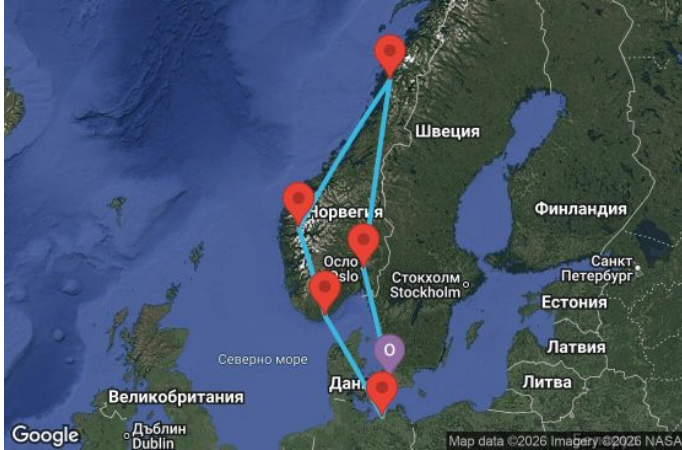 Швеция
Норвегия
Финландия
Осло
Oslo
Санкт
Петербург
Стокхолм
Stockholm
Естония
Северно море
Латвия
O
Дан
Литва
Великобритания
Дъблин
Dublin
Google
Map data ©2026 Imagery ©2026 NASA